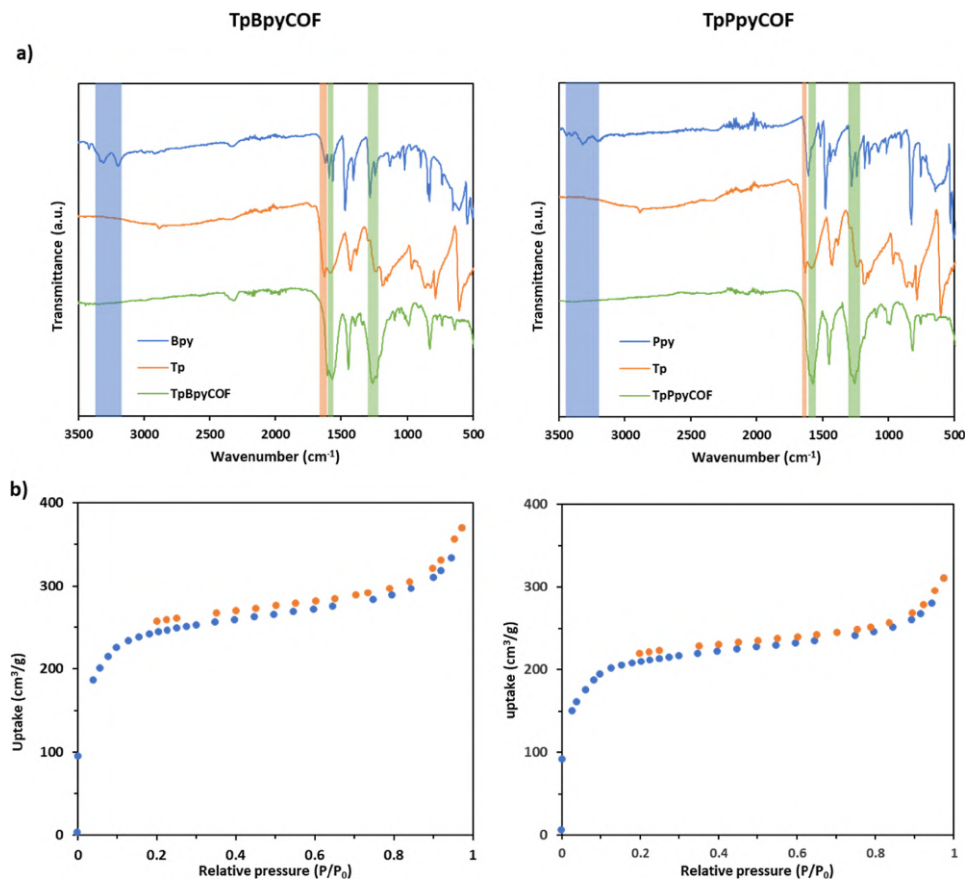 TpBpyCOF
TpPpyCOF
a)
Transmittance (a.u.)
Bpy
Tp
TpBpyCOF
3500 3000 2500 2000 1500 1000 500
Wavenumber (cm⁻¹)
Transmittance (a.u.)
Ppy
Tp
TpPpyCOF
3500 3000 2500 2000 1500 1000 500
Wavenumber (cm⁻¹)
b)
Uptake (cm³/g)
400
300
200
100
0
0 0.2 0.4 0.6 0.8 1
Relative pressure (P/P₀)
uptake (cm³/g)
400
300
200
100
0
0 0.2 0.4 0.6 0.8 1
Relative pressure (P/P₀)